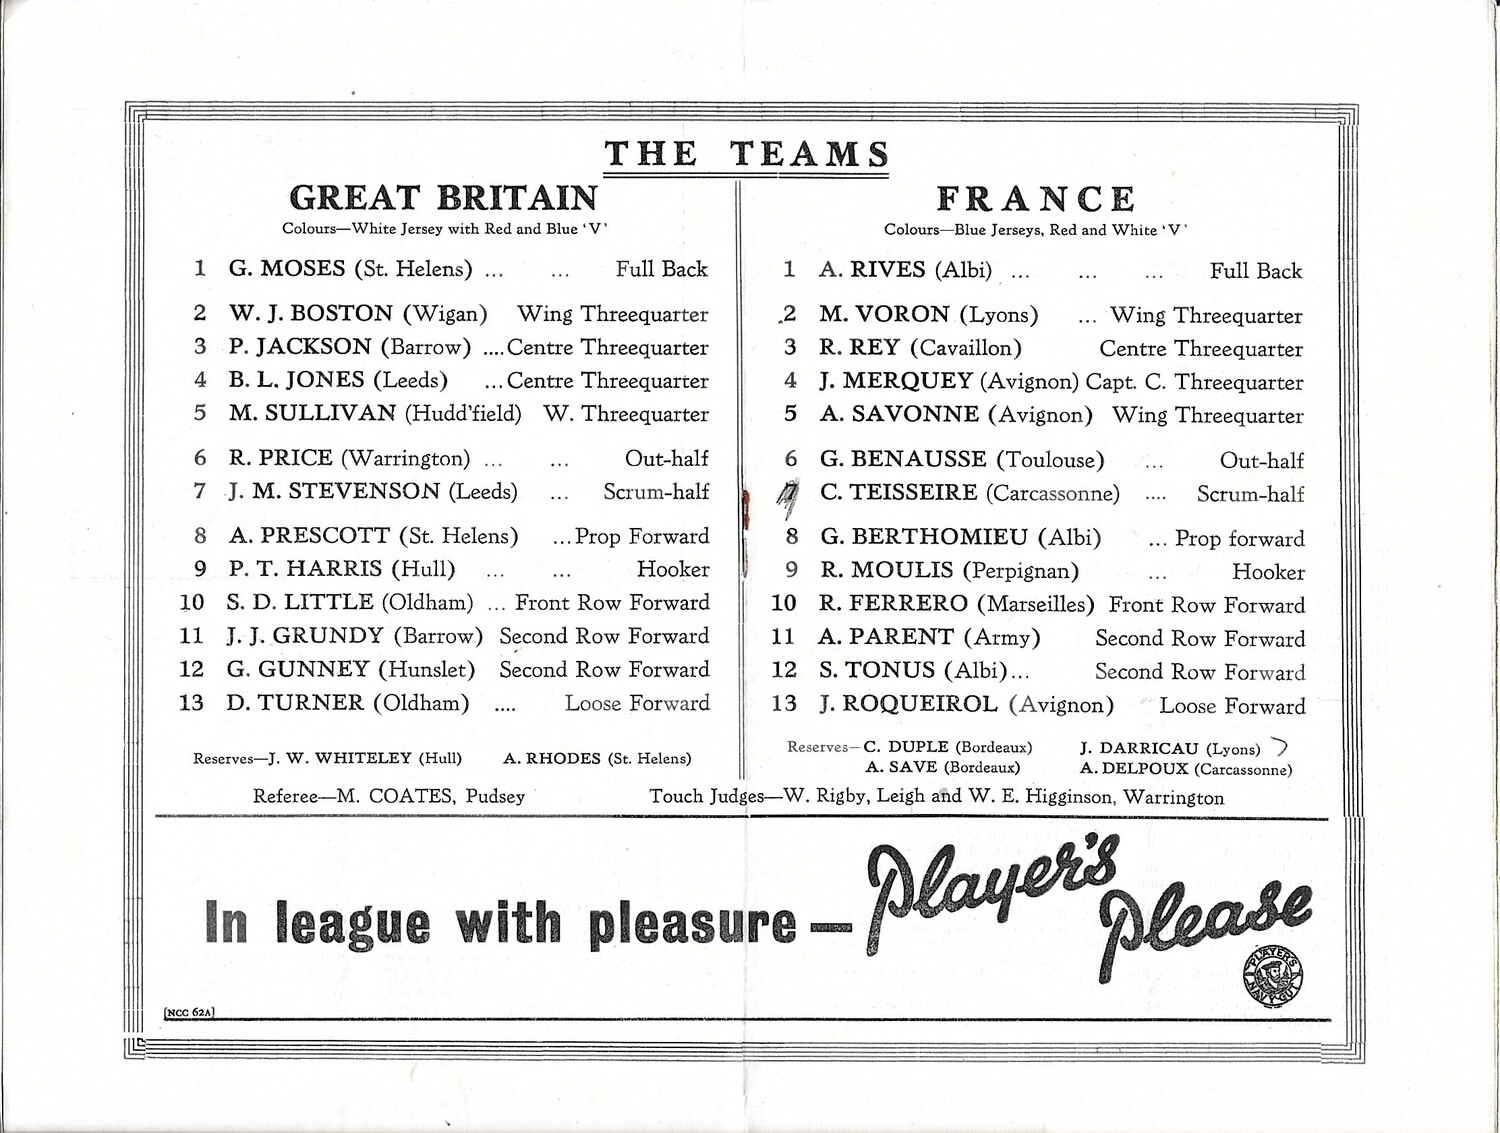 THE TEAMS
GREAT BRITAIN
Colours—White Jersey with Red and Blue 'V'
1 G. MOSES (St. Helens) ... ... Full Back
2 W. J. BOSTON (Wigan) Wing Threequarter
3 P. JACKSON (Barrow) ....Centre Threequarter
4 B. L. JONES (Leeds) ...Centre Threequarter
5 M. SULLIVAN (Hudd'field) W. Threequarter
6 R. PRICE (Warrington) ... ... Out-half
7 J. M. STEVENSON (Leeds) ... Scrum-half
8 A. PRESCOTT (St. Helens) ...Prop Forward
9 P. T. HARRIS (Hull) ... ... Hooker
10 S. D. LITTLE (Oldham) ... Front Row Forward
11 J. J. GRUNDY (Barrow) Second Row Forward
12 G. GUNNEY (Hunslet) Second Row Forward
13 D. TURNER (Oldham) .... Loose Forward
Reserves—J. W. WHITELEY (Hull) A. RHODES (St. Helens)
FRANCE
Colours—Blue Jerseys, Red and White 'V'
1 A. RIVES (Albi) ... ... ... Full Back
2 M. VORON (Lyons) ... Wing Threequarter
3 R. REY (Cavaillon) Centre Threequarter
4 J. MERQUEY (Avignon) Capt. C. Threequarter
5 A. SAVONNE (Avignon) Wing Threequarter
6 G. BENAUSSE (Toulouse) ... Out-half
7 C. TEISSEIRE (Carcassonne) .... Scrum-half
8 G. BERTHOMIEU (Albi) ... Prop forward
9 R. MOULIS (Perpignan) ... Hooker
10 R. FERRERO (Marseilles) Front Row Forward
11 A. PARENT (Army) Second Row Forward
12 S. TONUS (Albi)... Second Row Forward
13 J. ROQUEIROL (Avignon) Loose Forward
Reserves—C. DUPLE (Bordeaux) J. DARRICAU (Lyons)
A. SAVE (Bordeaux) A. DELPOUX (Carcassonne)
Referee—M. COATES, Pudsey Touch Judges—W. Rigby, Leigh and W. E. Higginson, Warrington
In league with pleasure — Player's
Please
PLAYER'S
NAVY CUT
[NCC 62A]